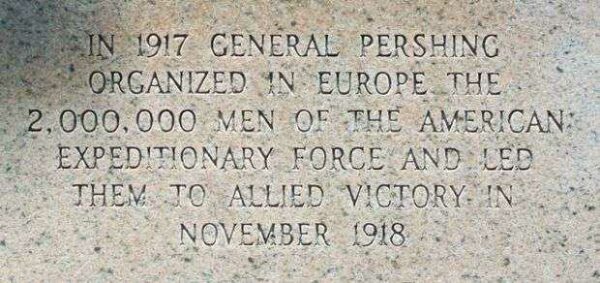 IN 1917 GENERAL PERSHING
ORGANIZED IN EUROPE THE
2,000,000 MEN OF THE AMERICAN
EXPEDITIONARY FORCE AND LED
THEM TO ALLIED VICTORY IN
NOVEMBER 1918